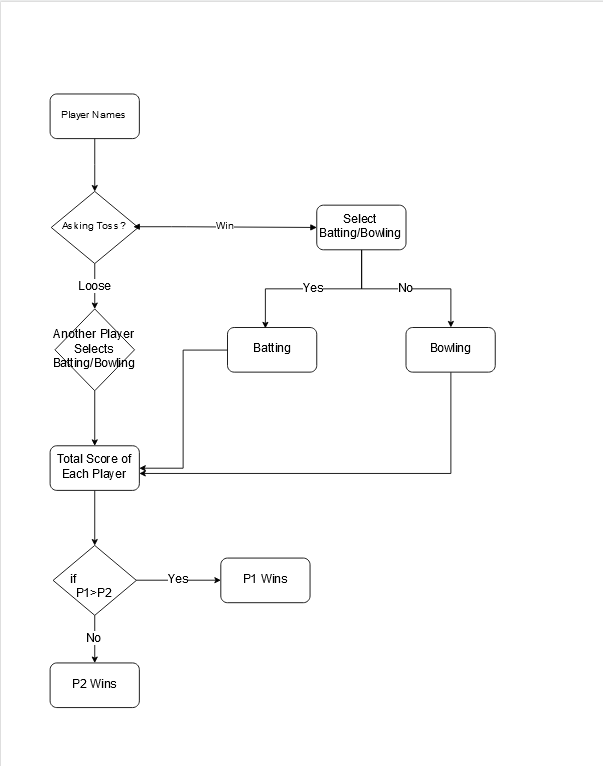 Player Names
Asking Toss ?
Win
Select
Batting/Bowling
Loose
Yes
No
Another Player
Selects
Batting/Bowling
Batting
Bowling
Total Score of
Each Player
if
P1>P2
Yes
P1 Wins
No
P2 Wins